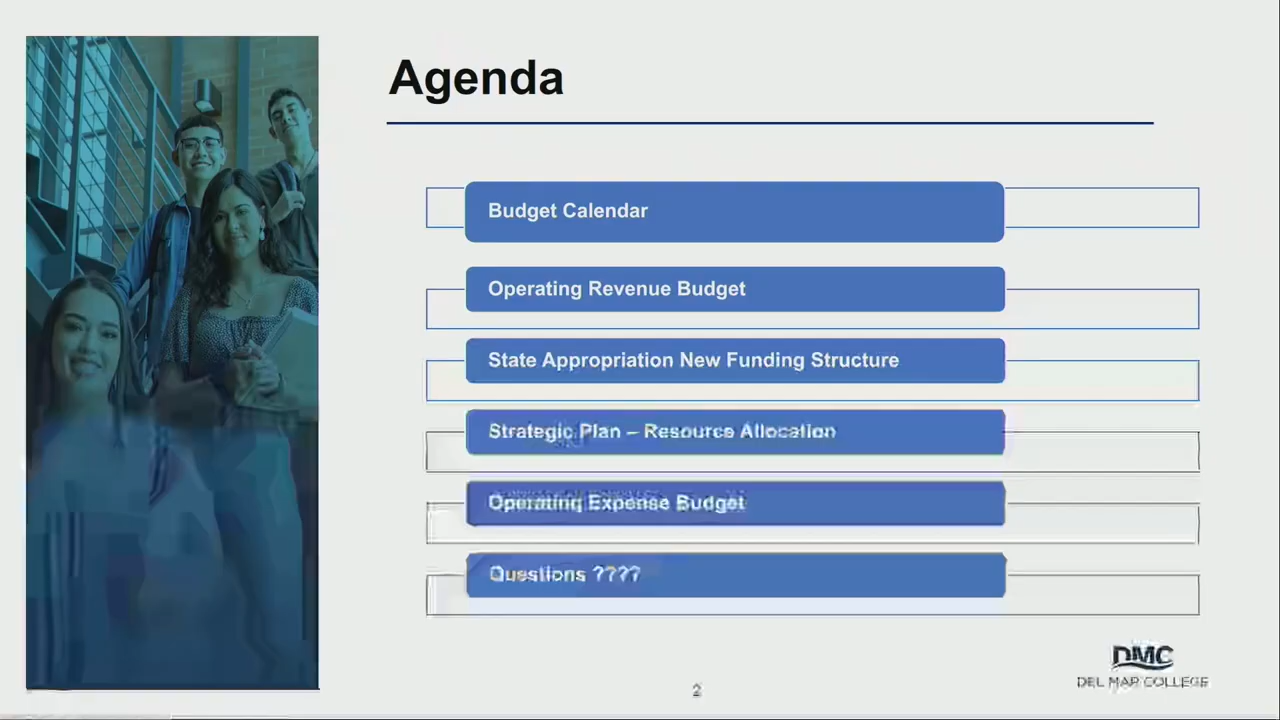 Agenda
Budget Calendar
Operating Revenue Budget
State Appropriation New Funding Structure
Strategic Plan – Resource Allocation
Operating Expense Budget
Questions ????
DMC
DEL MAR COLLEGE
2